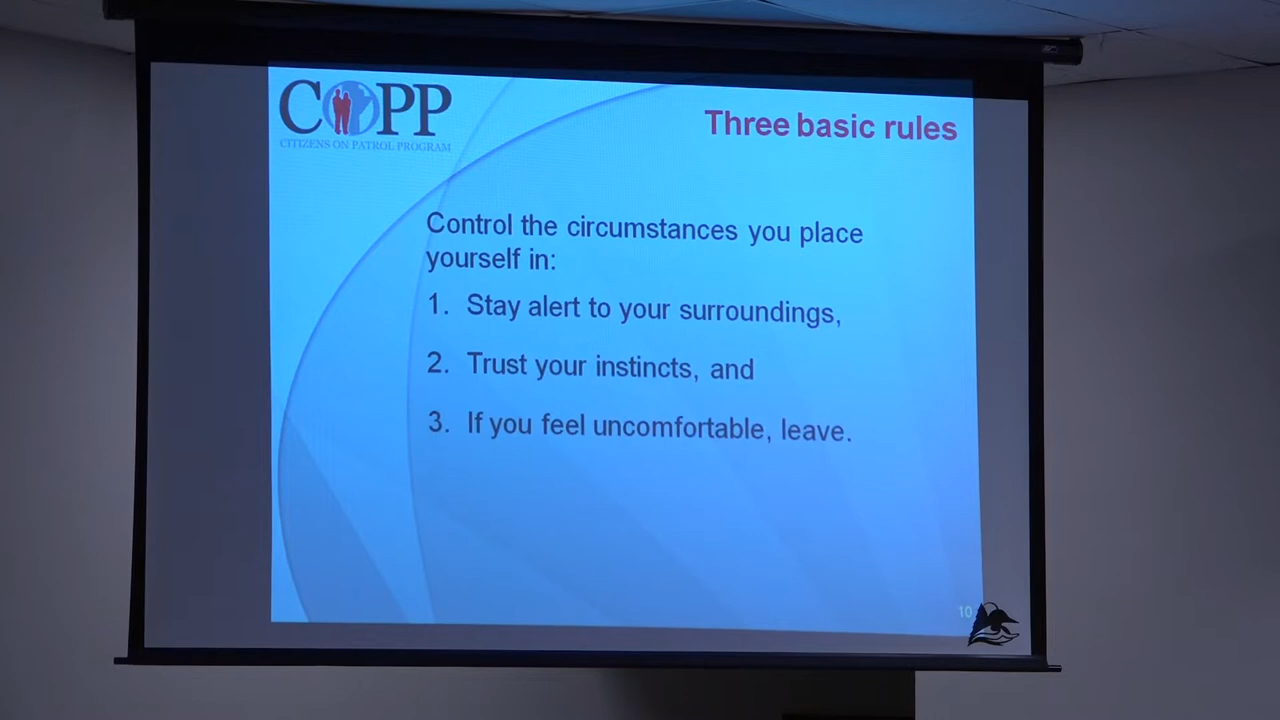 COPP
CITIZENS ON PATROL PROGRAM
Three basic rules
Control the circumstances you place
yourself in:
1. Stay alert to your surroundings,
2. Trust your instincts, and
3. If you feel uncomfortable, leave.
10